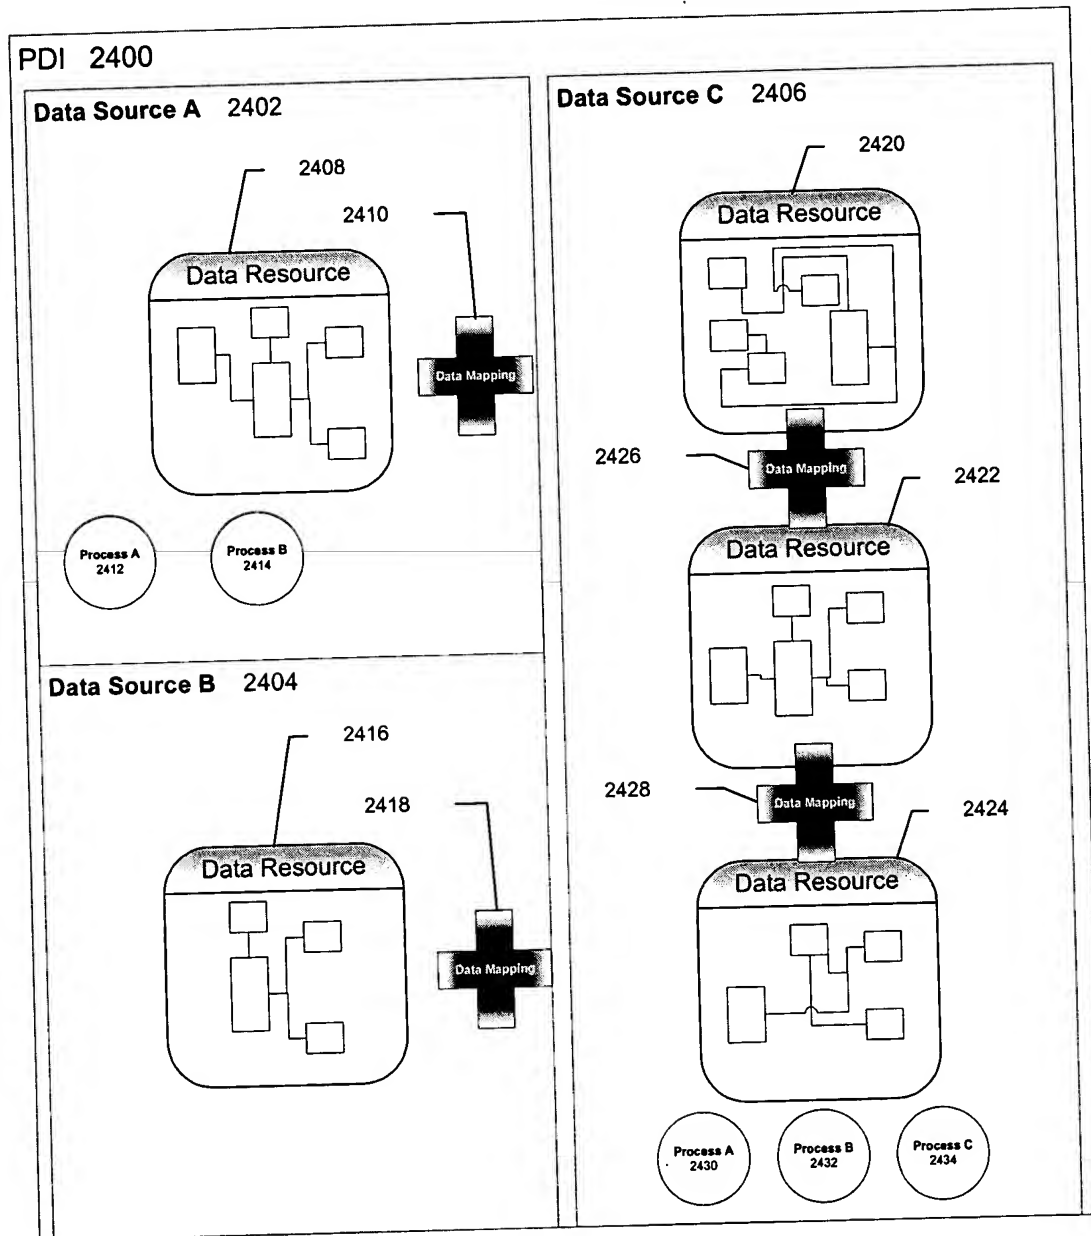 PDI 2400
Data Source A 2402
2408
2410
Data Resource
Data Mapping
Process A
2412
Process B
2414
Data Source B 2404
2416
2418
Data Resource
Data Mapping
Data Source C 2406
2420
Data Resource
2426
Data Mapping
2422
Data Resource
2428
Data Mapping
2424
Data Resource
Process A
2430
Process B
2432
Process C
2434